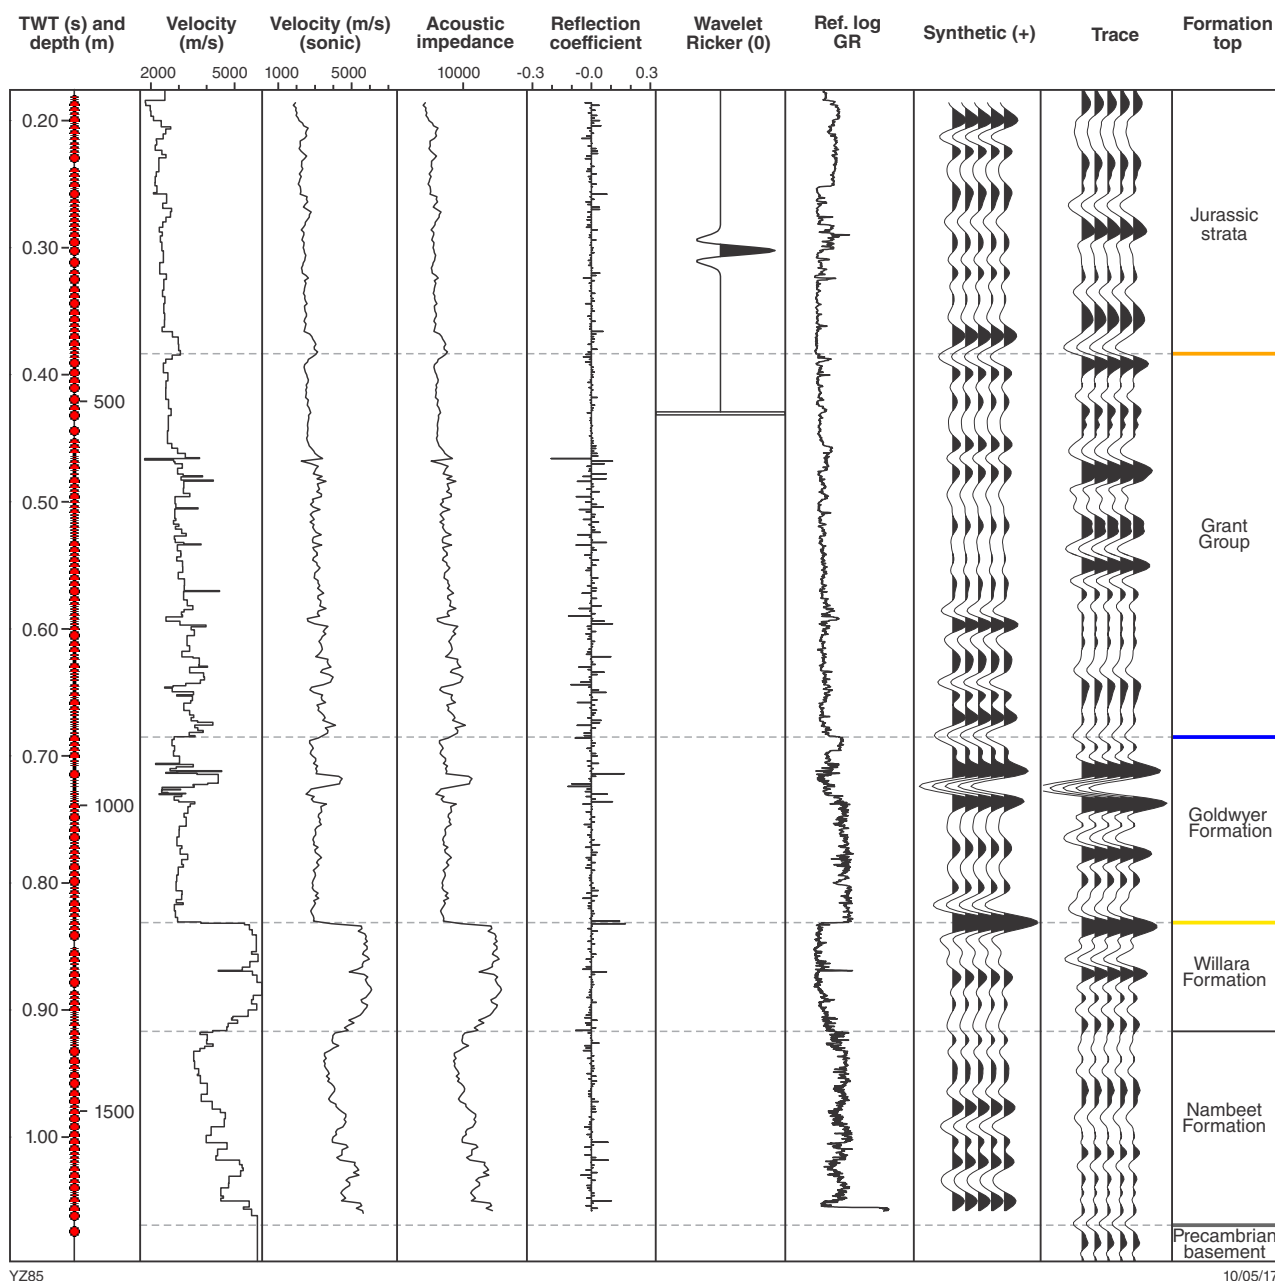 TWT (s) and depth (m)
Velocity (m/s)
Velocity (m/s) (sonic)
Acoustic impedance
Reflection coefficient
Wavelet Ricker (0)
Ref. log GR
Synthetic (+)
Trace
Formation top
2000 5000
1000 5000
10000
-0.3 -0.0 0.3
0.20
Jurassic
strata
0.30
0.40
500
0.50
Grant
Group
0.60
0.70
1000
Goldwyer
Formation
0.80
Willara
Formation
0.90
1500
Nambeet
Formation
1.00
Precambrian
basement
YZ85
10/05/17